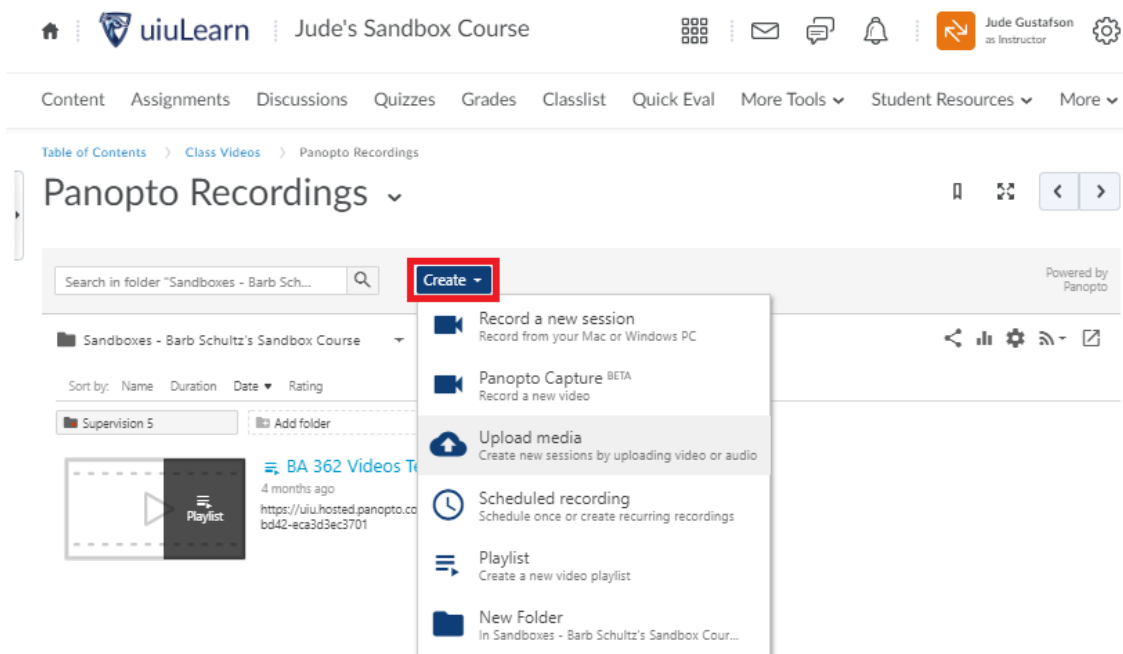 uiuLearn
Jude's Sandbox Course
Jude Gustafson
as Instructor
Content Assignments Discussions Quizzes Grades Classlist Quick Eval More Tools Student Resources More
Table of Contents > Class Videos > Panopto Recordings
Panopto Recordings
Search in folder "Sandboxes - Barb Sch...
Create
Powered by
Panopto
Sandboxes - Barb Schultz's Sandbox Course
Sort by: Name Duration Date ▼ Rating
Supervision 5
Add folder
BA 362 Videos Te
4 months ago
https://uiu.hosted.panopto.co
bd42-eca3d3ec3701
Playlist
Record a new session
Record from your Mac or Windows PC
Panopto Capture BETA
Record a new video
Upload media
Create new sessions by uploading video or audio
Scheduled recording
Schedule once or create recurring recordings
Playlist
Create a new video playlist
New Folder
In Sandboxes - Barb Schultz's Sandbox Cour...